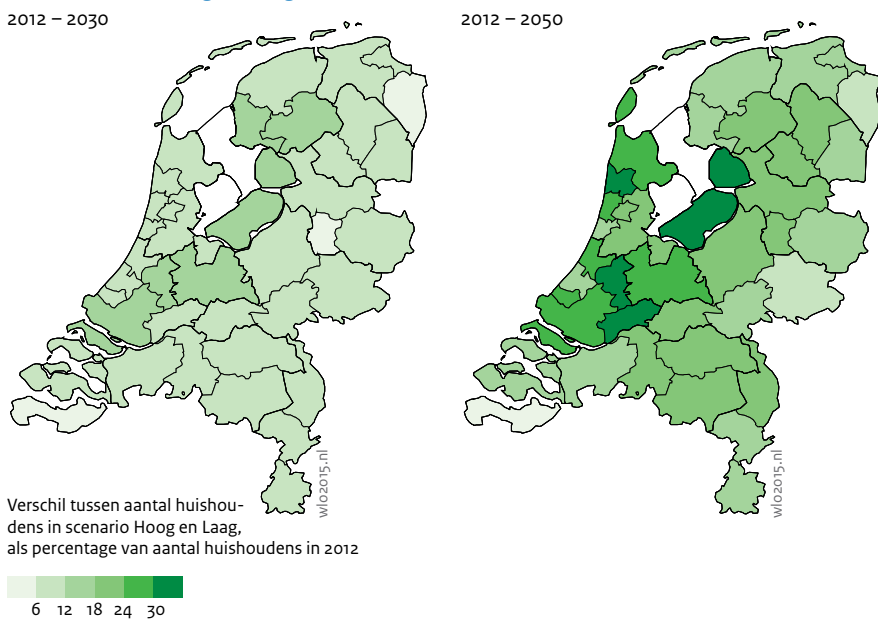 2012 – 2030
2012 – 2050
wlo2015.nl
wlo2015.nl
Verschil tussen aantal huishou-
dens in scenario Hoog en Laag,
als percentage van aantal huishoudens in 2012
6 12 18 24 30